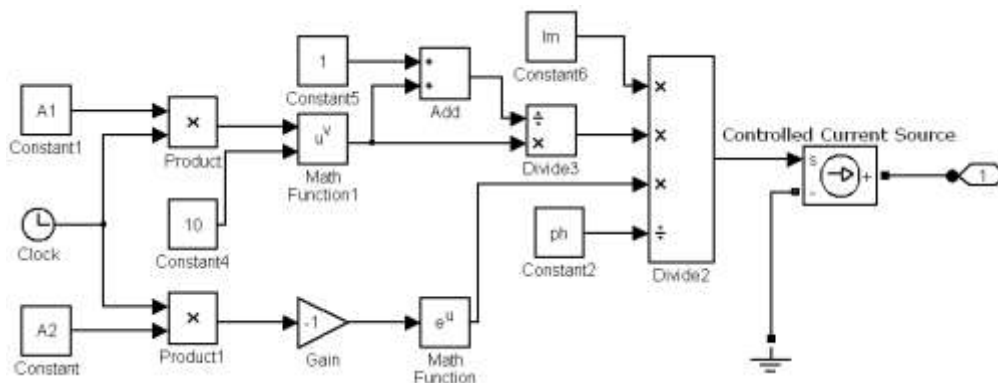 Im
Constant6
1
Constant5
+
+
Add
A1
Constant1
×
Product
u^v
Math
Function1
÷
×
Divide3
×
×
×
÷
Divide2
Controlled Current Source
s
+
-
1
Clock
10
Constant4
ph
Constant2
A2
Constant
×
Product1
-1
Gain
e^u
Math
Function